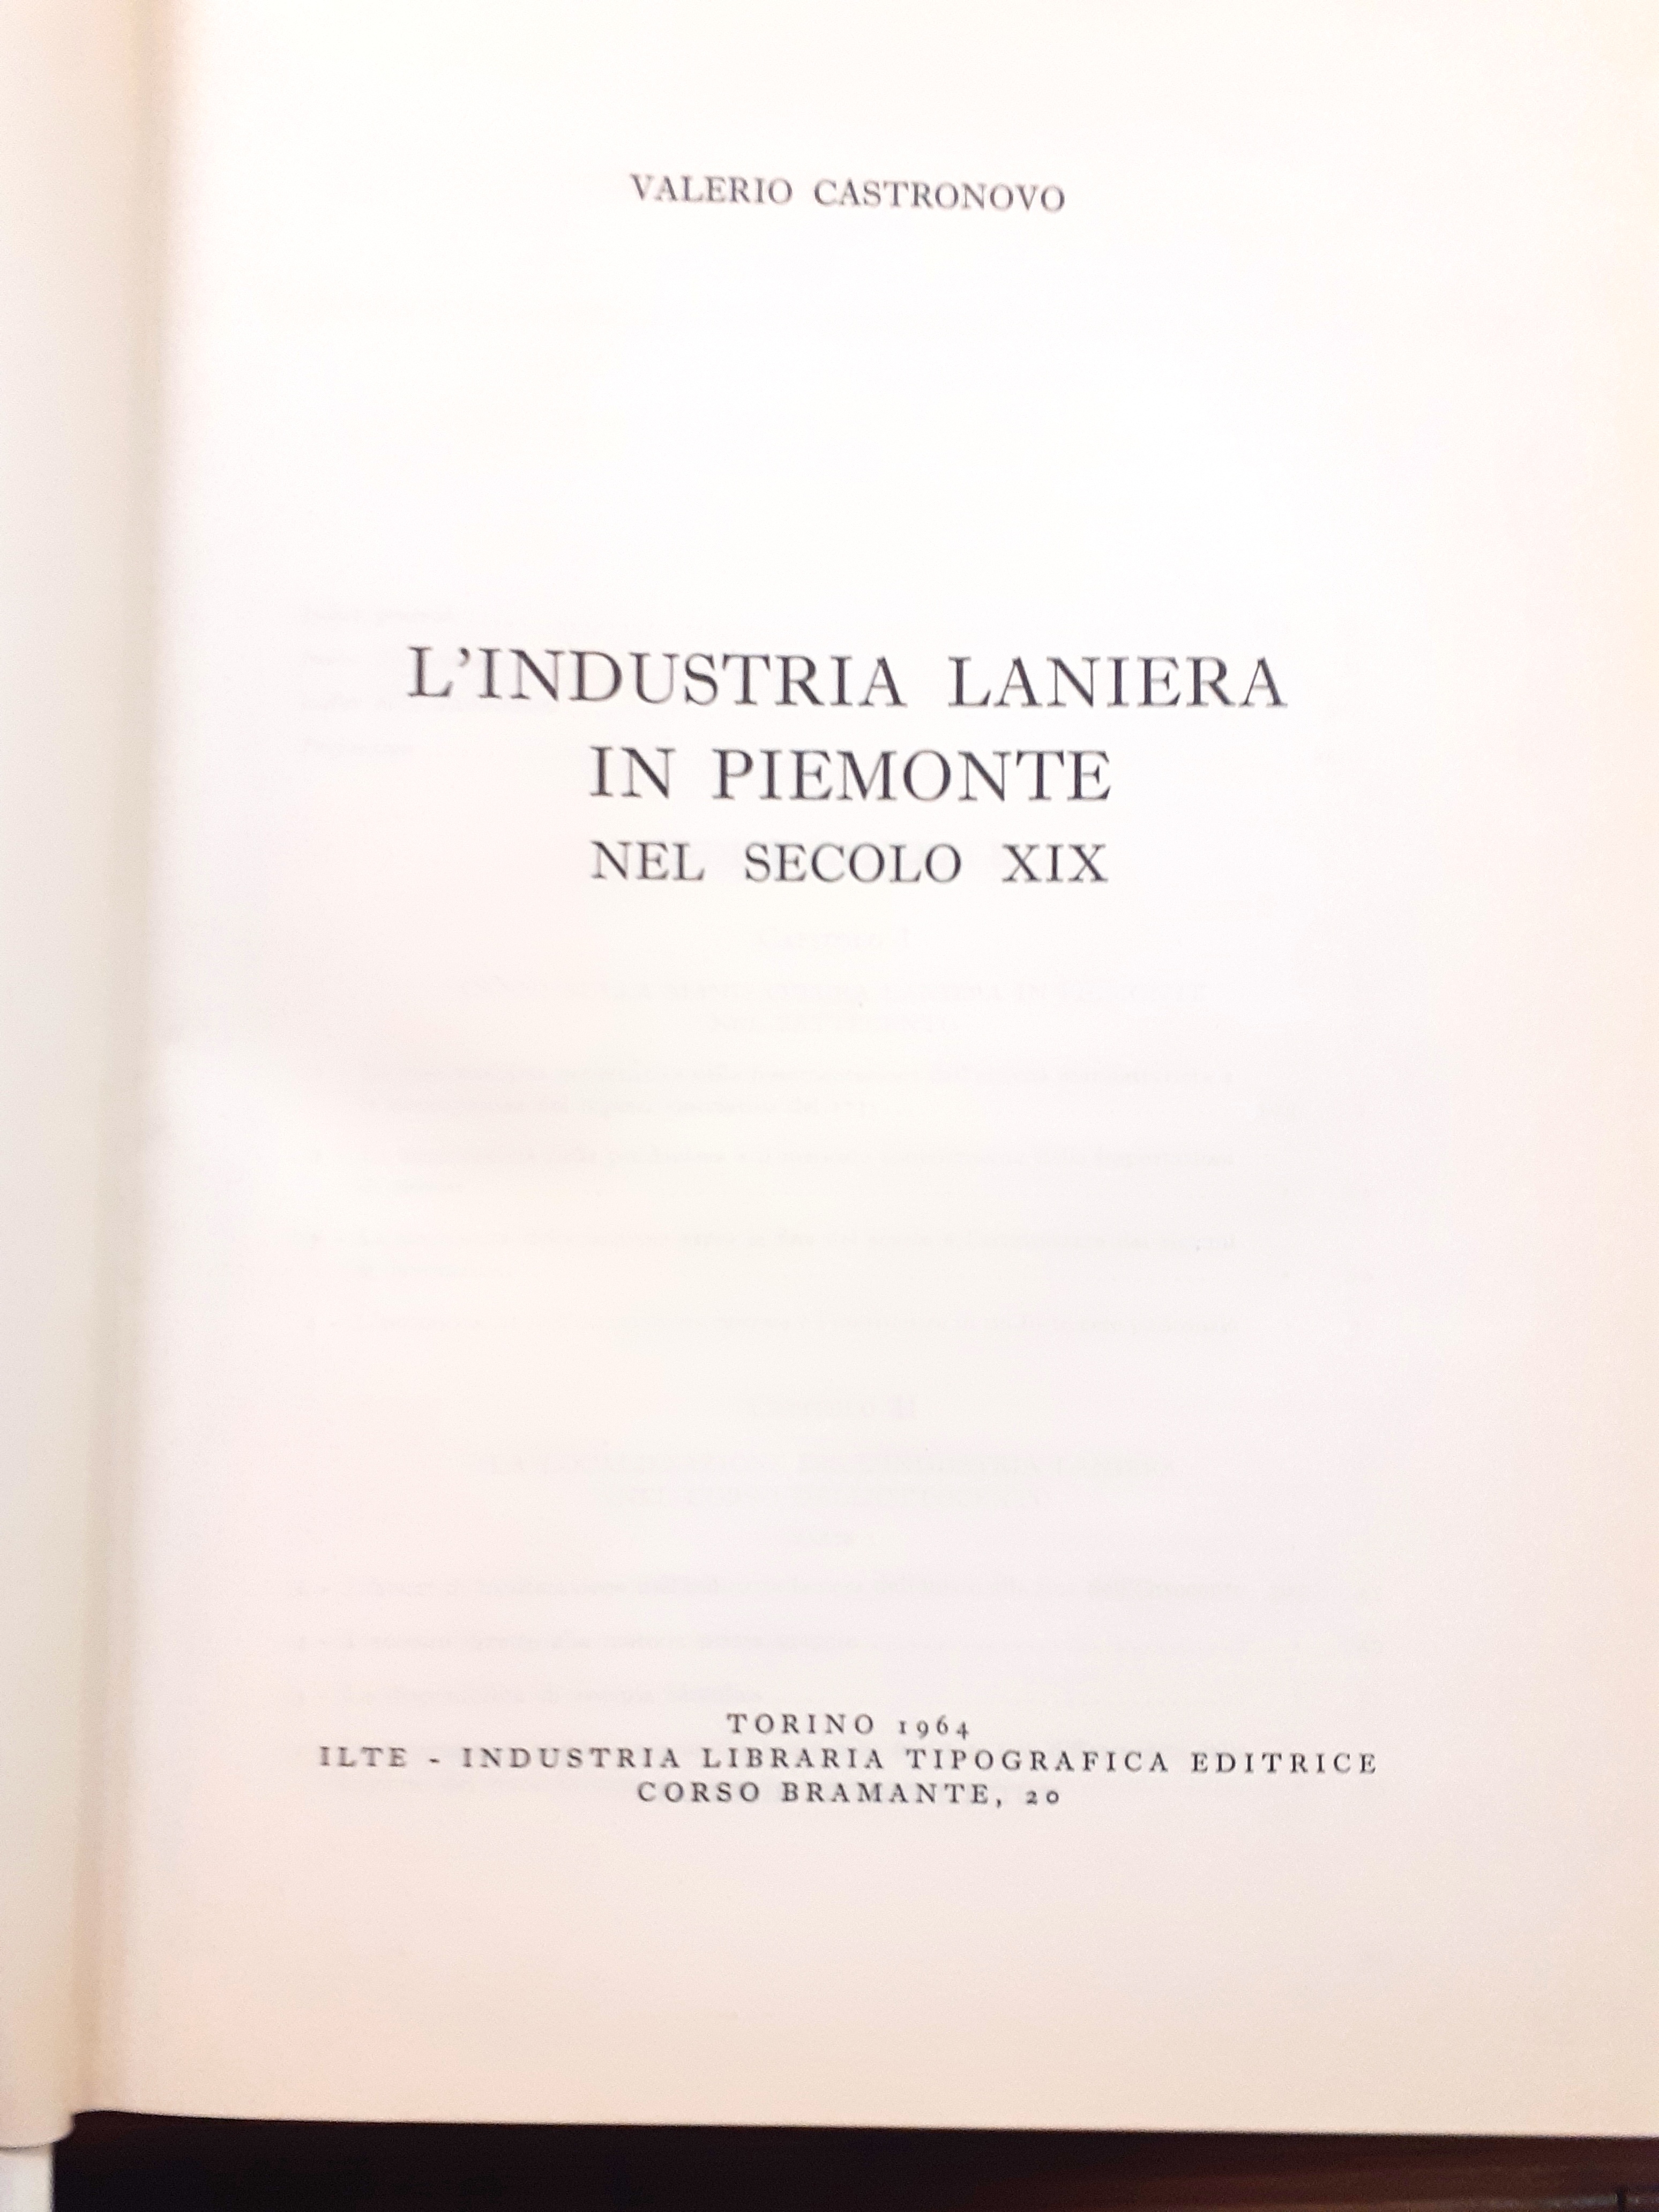 VALERIO CASTRONOVO
L'INDUSTRIA LANIERA
IN PIEMONTE
NEL SECOLO XIX
TORINO 1964
ILTE - INDUSTRIA LIBRARIA TIPOGRAFICA EDITRICE
CORSO BRAMANTE, 20